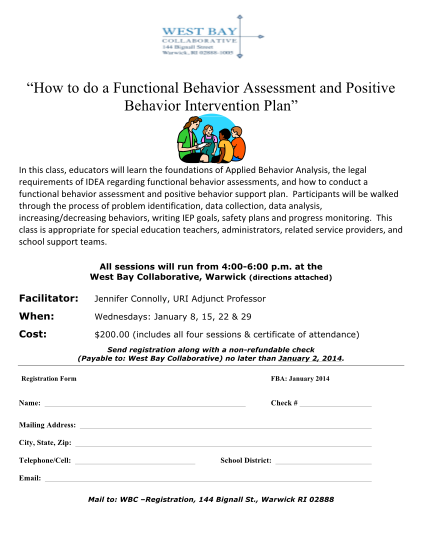 WEST BAY
COLLABORATIVE
144 Bignall Street
Warwick, RI 02888-1005
“How to do a Functional Behavior Assessment and Positive
Behavior Intervention Plan”
In this class, educators will learn the foundations of Applied Behavior Analysis, the legal
requirements of IDEA regarding functional behavior assessments, and how to conduct a
functional behavior assessment and positive behavior support plan.  Participants will be walked
through the process of problem identification, data collection, data analysis,
increasing/decreasing behaviors, writing IEP goals, safety plans and progress monitoring.  This
class is appropriate for special education teachers, administrators, related service providers, and
school support teams.
All sessions will run from 4:00-6:00 p.m. at the
West Bay Collaborative, Warwick (directions attached)
Facilitator: Jennifer Connolly, URI Adjunct Professor
When: Wednesdays: January 8, 15, 22 & 29
Cost: $200.00 (includes all four sessions & certificate of attendance)
Send registration along with a non-refundable check
(Payable to: West Bay Collaborative) no later than January 2, 2014.
Registration Form FBA: January 2014
Name: Check #
Mailing Address:
City, State, Zip:
Telephone/Cell: School District:
Email:
Mail to: WBC –Registration, 144 Bignall St., Warwick RI 02888